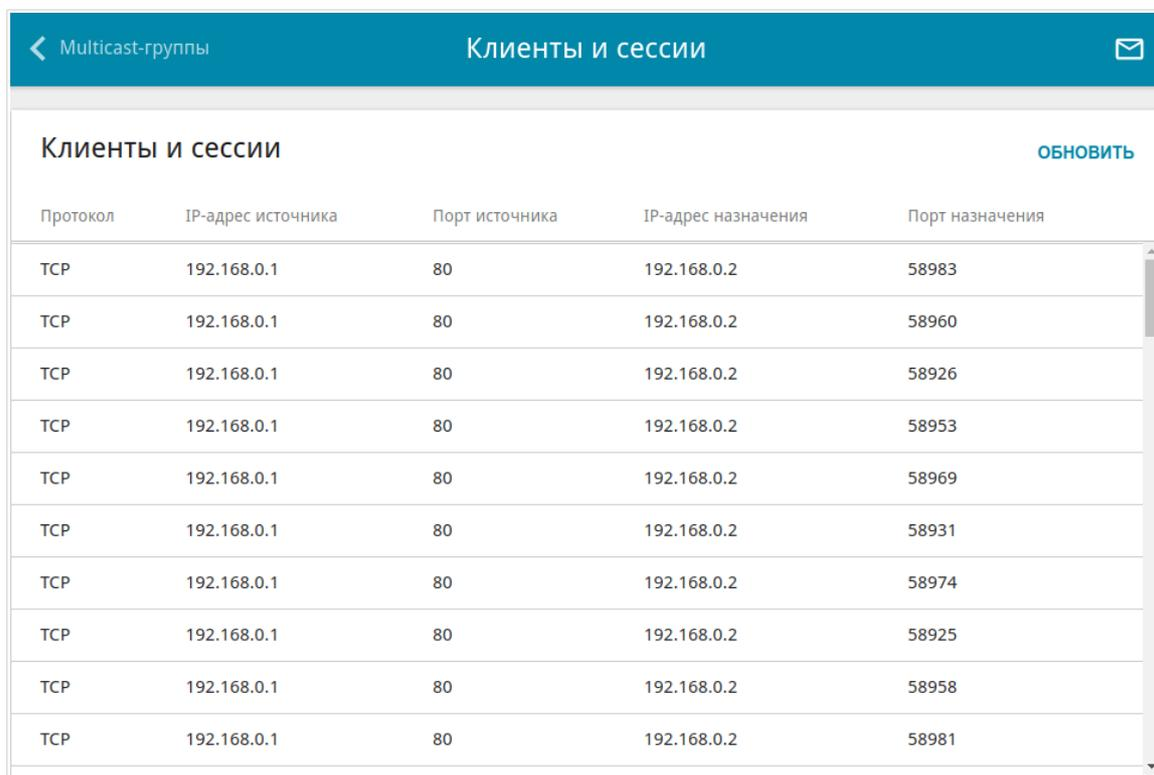 Multicast-группы Клиенты и сессии
Клиенты и сессии ОБНОВИТЬ
Протокол IP-адрес источника Порт источника IP-адрес назначения Порт назначения
TCP 192.168.0.1 80 192.168.0.2 58983
TCP 192.168.0.1 80 192.168.0.2 58960
TCP 192.168.0.1 80 192.168.0.2 58926
TCP 192.168.0.1 80 192.168.0.2 58953
TCP 192.168.0.1 80 192.168.0.2 58969
TCP 192.168.0.1 80 192.168.0.2 58931
TCP 192.168.0.1 80 192.168.0.2 58974
TCP 192.168.0.1 80 192.168.0.2 58925
TCP 192.168.0.1 80 192.168.0.2 58958
TCP 192.168.0.1 80 192.168.0.2 58981